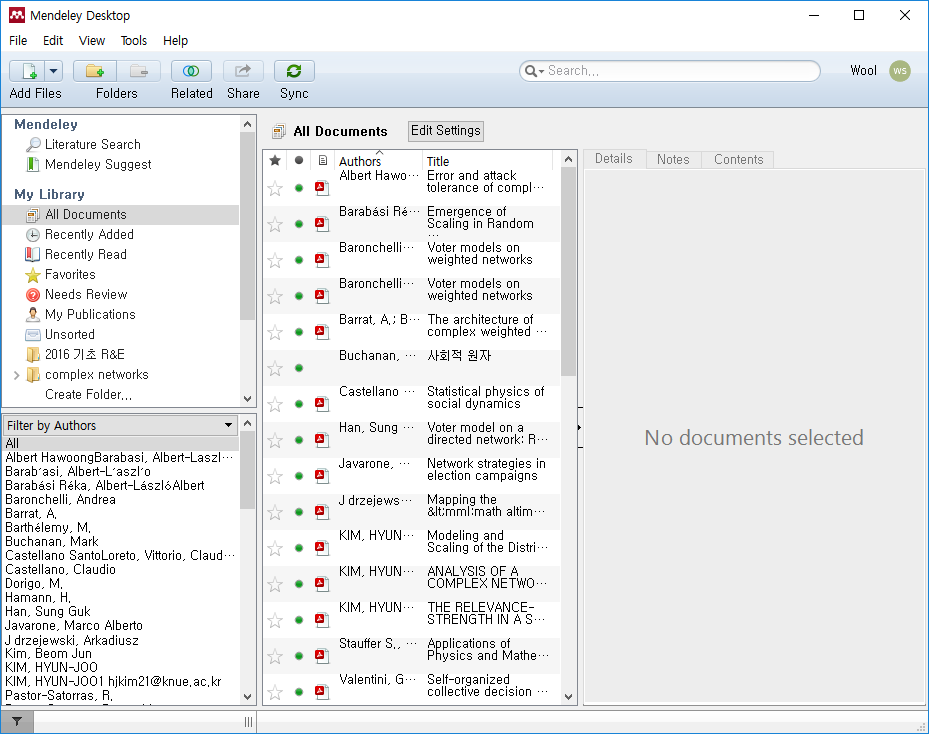 Mendeley Desktop
File Edit View Tools Help
Add Files Folders Related Share Sync
Search...
Wool WS
Mendeley
Literature Search
Mendeley Suggest
My Library
All Documents
Recently Added
Recently Read
Favorites
Needs Review
My Publications
Unsorted
2016 기초 R&E
complex networks
Create Folder...
Filter by Authors
All
Albert HawoongBarabasi, Albert-Laszl…
Barab´asi, Albert-L´aszl´o
Barabási Réka, Albert-LászlóAlbert
Baronchelli, Andrea
Barrat, A.
Barthélemy, M.
Buchanan, Mark
Castellano SantoLoreto, Vittorio, Claud…
Castellano, Claudio
Dorigo, M.
Hamann, H.
Han, Sung Guk
Javarone, Marco Alberto
J drzejewski, Arkadiusz
Kim, Beom Jun
KIM, HYUN-JOO
KIM, HYUN-JOO1 hjkim21@knue.ac.kr
Pastor-Satorras, R.
All Documents Edit Settings
Authors Title
Albert Hawo… Error and attack
tolerance of compl…
Barabási Ré… Emergence of
Scaling in Random
…
Baronchelli… Voter models on
weighted networks
Baronchelli… Voter models on
weighted networks
Barrat, A.; B… The architecture of
complex weighted …
Buchanan, … 사회적 원자
Castellano … Statistical physics of
social dynamics
Han, Sung … Voter model on a
directed network: R…
Javarone, … Network strategies in
election campaigns
J drzejews… Mapping the
&lt;mml:math altim…
KIM, HYUN… Modeling and
Scaling of the Distri…
KIM, HYUN… ANALYSIS OF A
COMPLEX NETWO…
KIM, HYUN… THE RELEVANCE-
STRENGTH IN A S…
Stauffer S., … Applications of
Physics and Mathe…
Valentini, G… Self-organized
collective decision …
Details Notes Contents
No documents selected